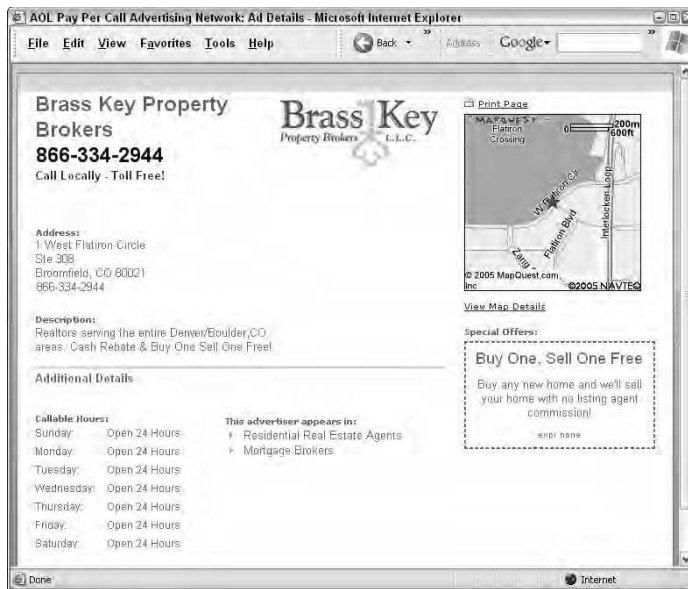 AOL Pay Per Call Advertising Network: Ad Details - Microsoft Internet Explorer
File Edit View Favorites Tools Help
Back
Address
Google
Brass Key Property
Brokers
866-334-2944
Call Locally - Toll Free!
Brass Key
Property Brokers L.L.C.
Print Page
MAPQUEST
Flatiron
Crossing
0 200m
600ft
W Flatiron Cir
Flatiron Blvd
Interlocken Loop
Zang
© 2005 MapQuest.com,
Inc
©2005 NAVTEQ
View Map Details
Address:
1 West Flatiron Circle
Ste 308
Broomfield, CO 80021
866-334-2944
Description:
Realtors serving the entire Denver/Boulder,CO
areas. Cash Rebate & Buy One Sell One Free!
Special Offers:
Buy One, Sell One Free
Buy any new home and we'll sell
your home with no listing agent
commission!
expr none
Additional Details
Callable Hours:
Sunday: Open 24 Hours
Monday: Open 24 Hours
Tuesday: Open 24 Hours
Wednesday: Open 24 Hours
Thursday: Open 24 Hours
Friday: Open 24 Hours
Saturday: Open 24 Hours
This advertiser appears in:
Residential Real Estate Agents
Mortgage Brokers
Done
Internet